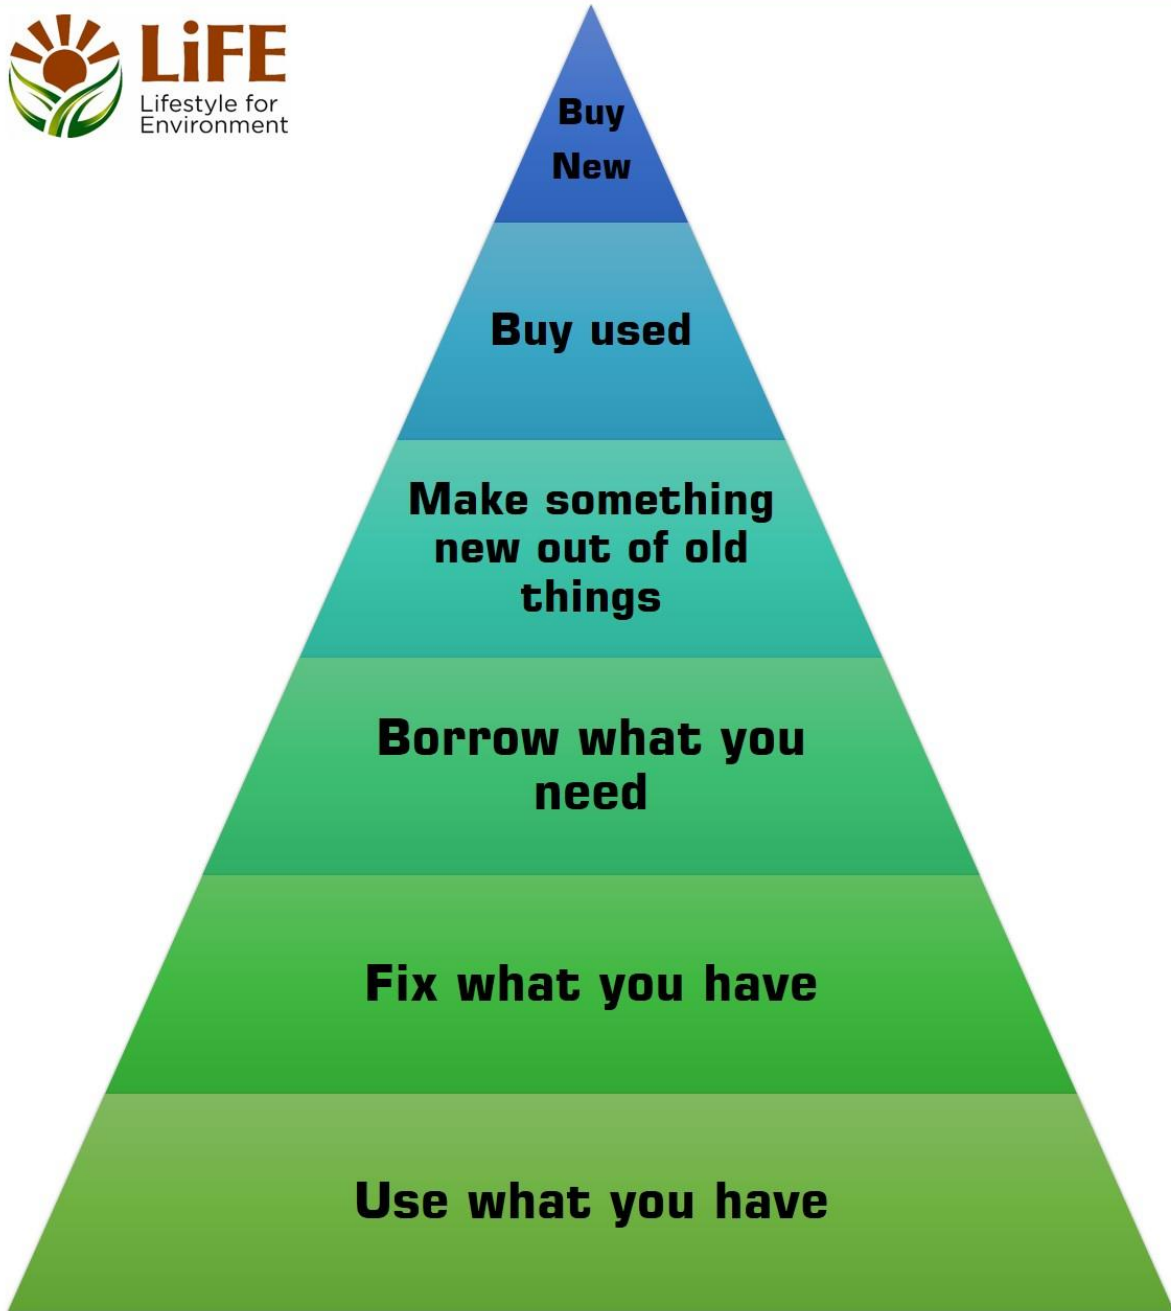 LiFE
Lifestyle for
Environment
Buy
New
Buy used
Make something
new out of old
things
Borrow what you
need
Fix what you have
Use what you have